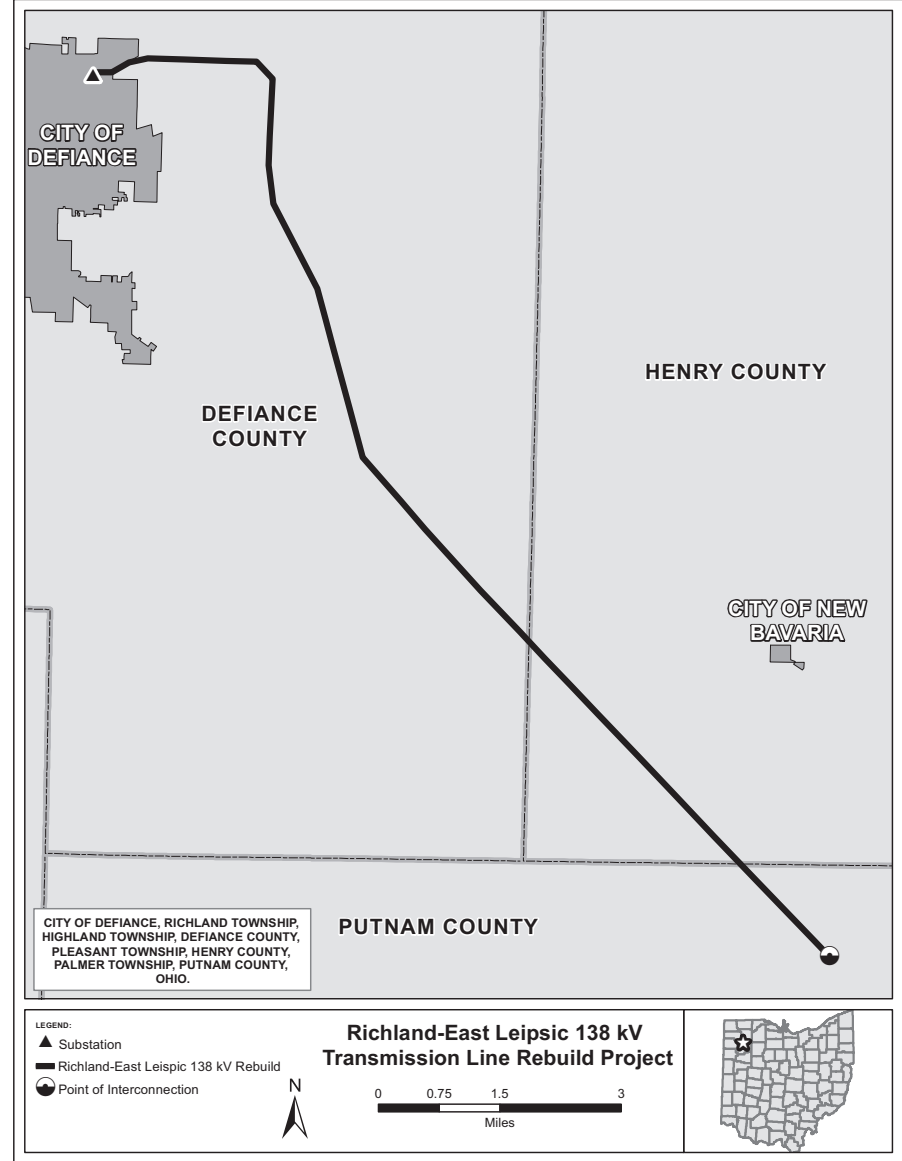 CITY OF
DEFIANCE
HENRY COUNTY
DEFIANCE
COUNTY
CITY OF NEW
BAVARIA
PUTNAM COUNTY
CITY OF DEFIANCE, RICHLAND TOWNSHIP,
HIGHLAND TOWNSHIP, DEFIANCE COUNTY,
PLEASANT TOWNSHIP, HENRY COUNTY,
PALMER TOWNSHIP, PUTNAM COUNTY,
OHIO.
LEGEND:
Substation
Richland-East Leispic 138 kV Rebuild
Point of Interconnection
N
Richland-East Leipsic 138 kV
Transmission Line Rebuild Project
0 0.75 1.5 3
Miles